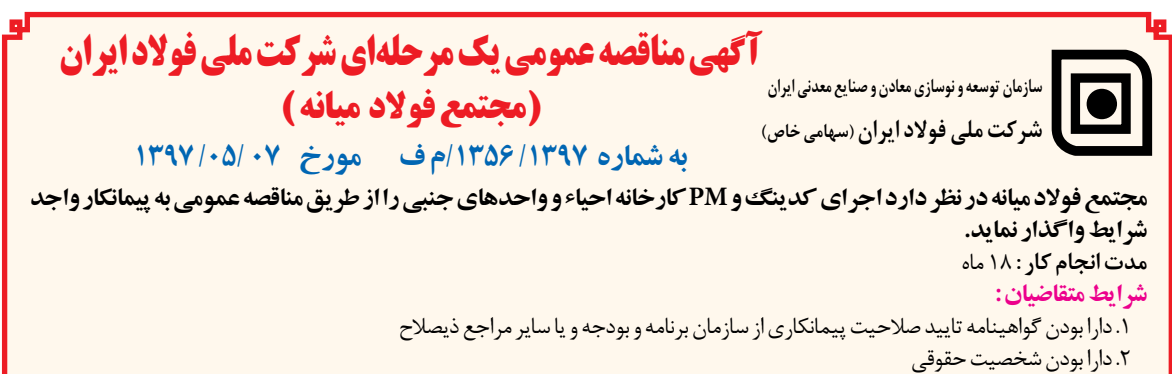 آگهی مناقصه عمومی یک مرحله‌ای شرکت ملی فولاد ایران
(مجتمع فولاد میانه)
سازمان توسعه و نوسازی معادن و صنایع معدنی ایران
شرکت ملی فولاد ایران (سهامی خاص)
به شماره ۱۳۵۶/۱۳۹۷/م ف مورخ ۱۳۹۷/۰۵/۰۷
مجتمع فولاد میانه در نظر دارد اجرای کدینگ و PM کارخانه احیاء و واحدهای جنبی را از طریق مناقصه عمومی به پیمانکار واجد
شرایط واگذار نماید.
مدت انجام کار : ۱۸ ماه
شرایط متقاضیان :
۱. دارا بودن گواهینامه تایید صلاحیت پیمانکاری از سازمان برنامه و بودجه و یا سایر مراجع ذیصلاح
۲. دارا بودن شخصیت حقوقی